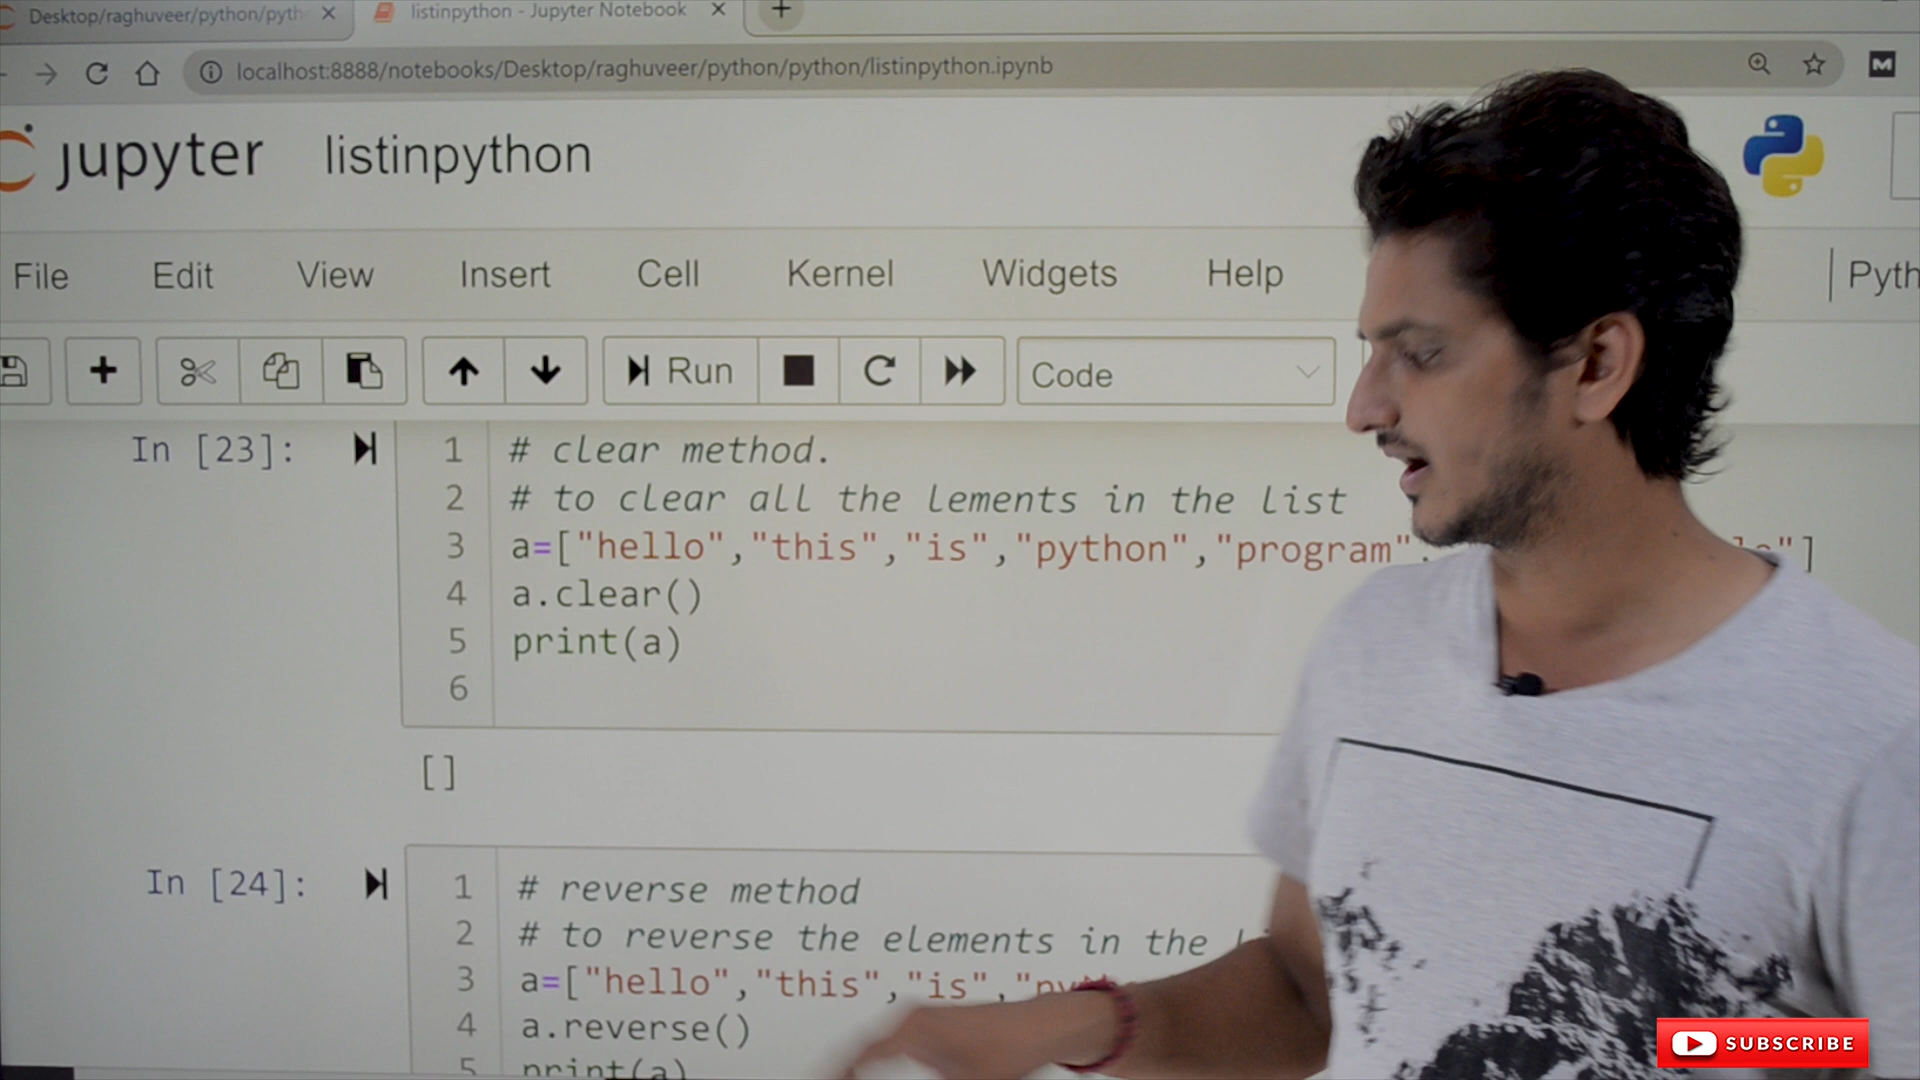 Desktop/raghuveer/python/pyth
listinpython - Jupyter Notebook
localhost:8888/notebooks/Desktop/raghuveer/python/python/listinpython.ipynb
jupyter listinpython
File Edit View Insert Cell Kernel Widgets Help Pyth
Run Code
In [23]:
1 # clear method.
2 # to clear all the lements in the list
3 a=["hello","this","is","python","program" "]
4 a.clear()
5 print(a)
6
[]
In [24]:
1 # reverse method
2 # to reverse the elements in the
3 a=["hello","this","is","
4 a.reverse()
5 print(a)
SUBSCRIBE